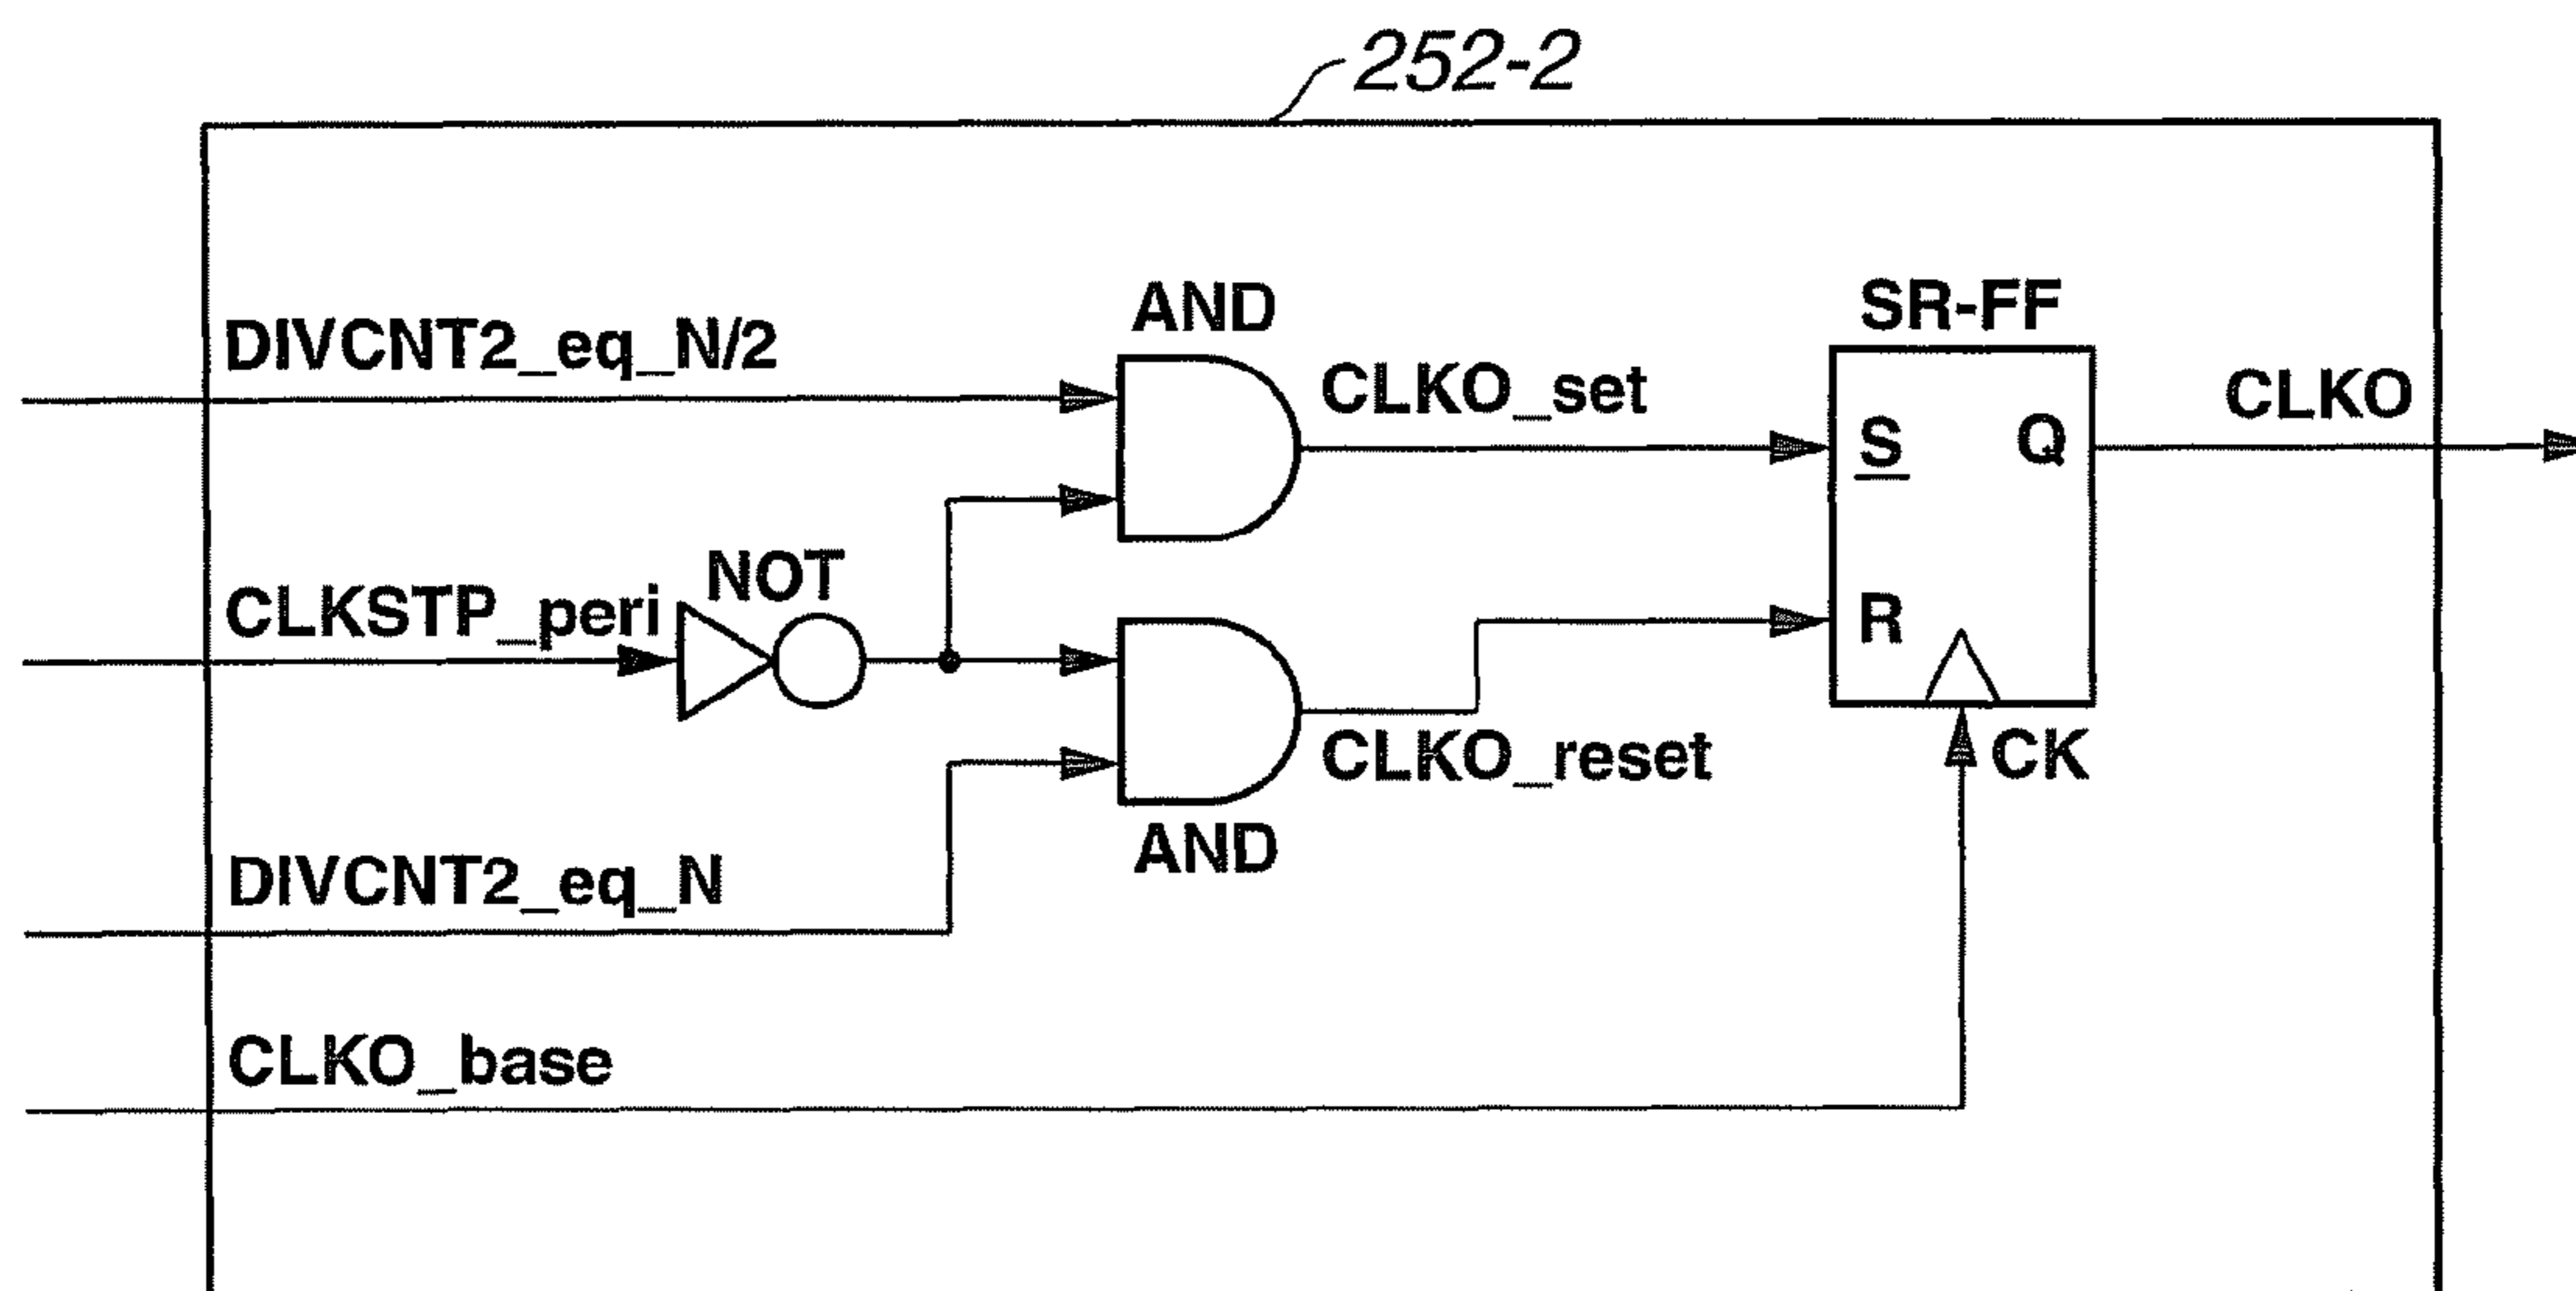 252-2
AND
SR-FF
DIVCNT2_eq_N/2
CLKO_set
CLKO
S
Q
NOT
CLKSTP_peri
R
CLKO_reset
CK
AND
DIVCNT2_eq_N
CLKO_base